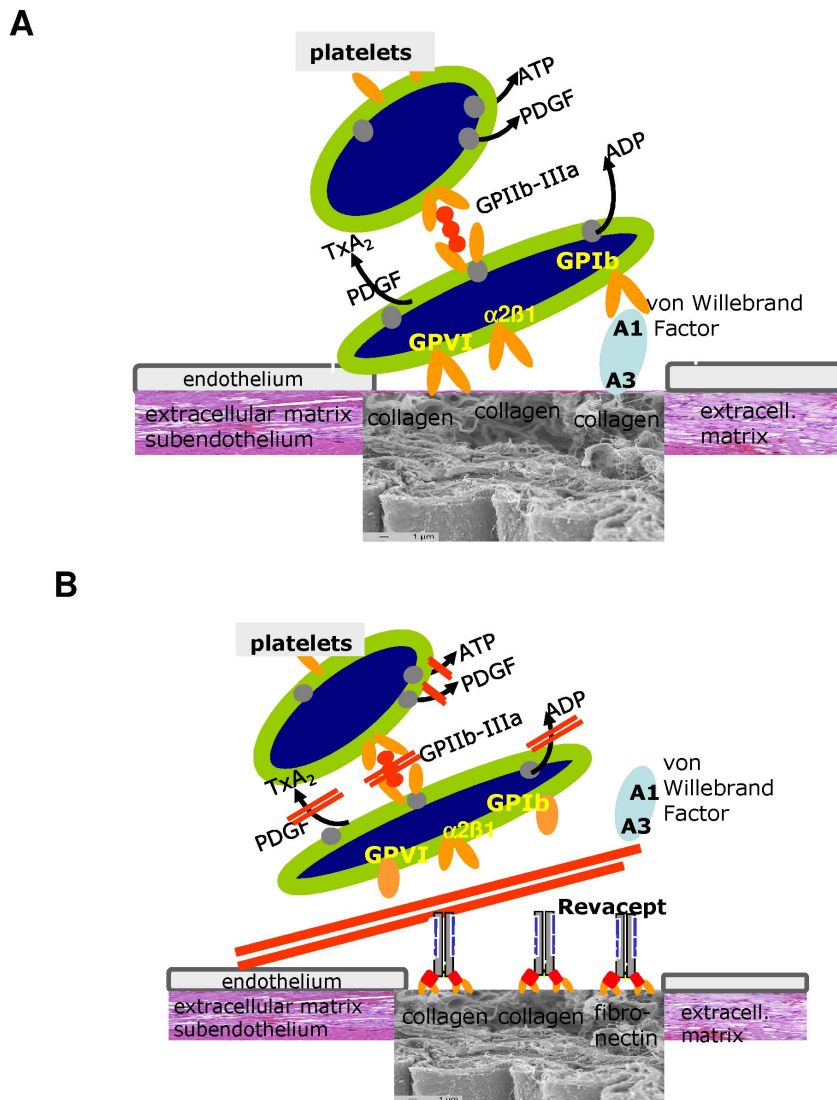 A
platelets
ATP
PDGF
ADP
GPIIb-IIIa
TxA2
PDGF
GPIb
α2ß1
GPVI
von Willebrand
Factor
A1
A3
endothelium
extracellular matrix
subendothelium
collagen
collagen
collagen
extracell.
matrix
1 µm
B
platelets
ATP
PDGF
ADP
GPIIb-IIIa
TxA2
PDGF
GPIb
α2ß1
GPVI
von
Willebrand
Factor
A1
A3
Revacept
endothelium
extracellular matrix
subendothelium
collagen
collagen
fibro-
nectin
extracell.
matrix
1 µm